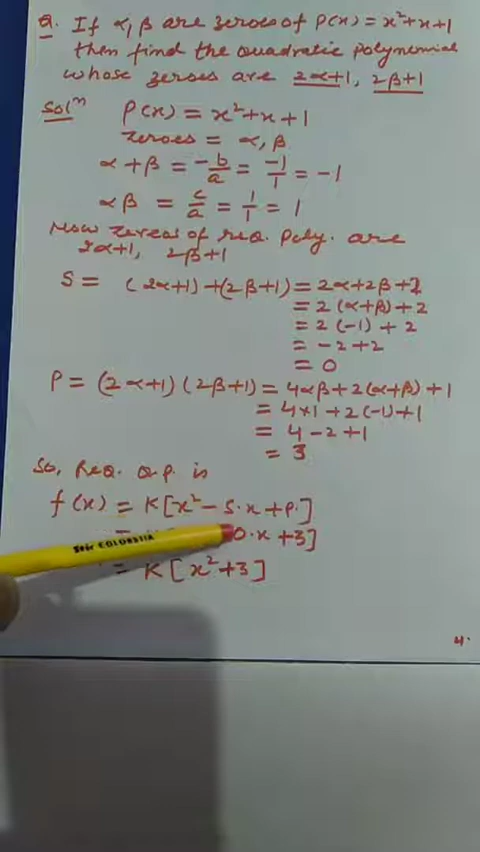 Q. If α, β are zeroes of P(x) = x²+x+1
then find the quadratic polynomial
whose zeroes are 2α+1, 2β+1
Solⁿ P(x) = x²+x+1
zeroes = α, β
α + β = -b/a = -1/1 = -1
αβ = c/a = 1/1 = 1
Now zeroes of req. poly. are
2α+1, 2β+1
S = (2α+1)+(2β+1) = 2α+2β+2
= 2(α+β)+2
= 2(-1)+2
= -2+2
= 0
P = (2α+1)(2β+1) = 4αβ+2(α+β)+1
= 4×1+2(-1)+1
= 4-2+1
= 3
So, Req. Q.P. is
f(x) = K[x²-S·x+P.]
0·x+3]
= K[x²+3]
4.